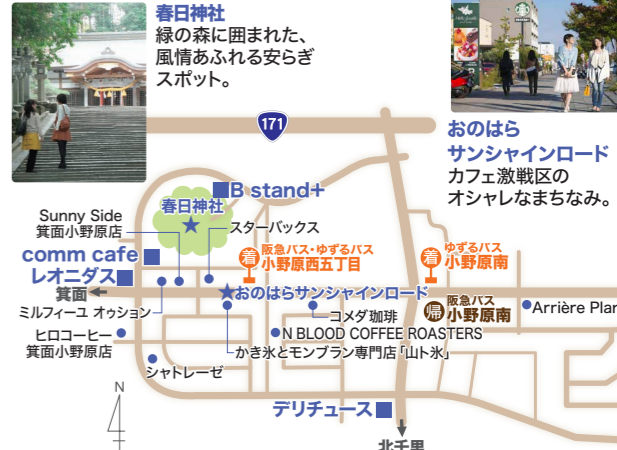 春日神社
緑の森に囲まれた、
風情あふれる安らぎ
スポット。
おのはら
サンシャインロード
カフェ激戦区の
オシャレなまちなみ。
171
B stand+
春日神社
Sunny Side
箕面小野原店
スターバックス
comm cafe
レオニダス
着 阪急バス・ゆずるバス
小野原西五丁目
着 ゆずるバス
小野原南
箕面
おのはらサンシャインロード
ミルフィーユ オゥション
コメダ珈琲
帰 阪急バス
小野原南
Arrière Plan
ヒロコーヒー
箕面小野原店
N BLOOD COFFEE ROASTERS
かき氷とモンブラン専門店「山ト氷」
シャトレーゼ
N
デリチュース
北千里